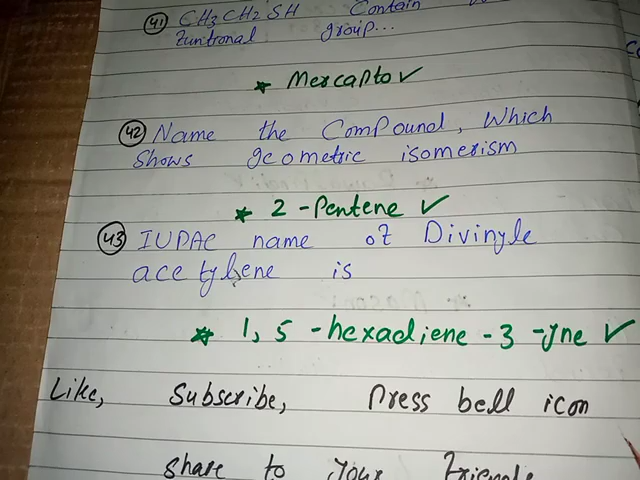 41 CH3CH2SH Contain
Functional group...
* Mercapto ✓
42 Name the Compound, Which
Shows geometric isomerism
* 2 - Pentene ✓
43 IUPAC name of Divinyle
acetylene is
* 1, 5 - hexadiene - 3 - yne ✓
Like, Subscribe, Press bell icon
Share to your Friends